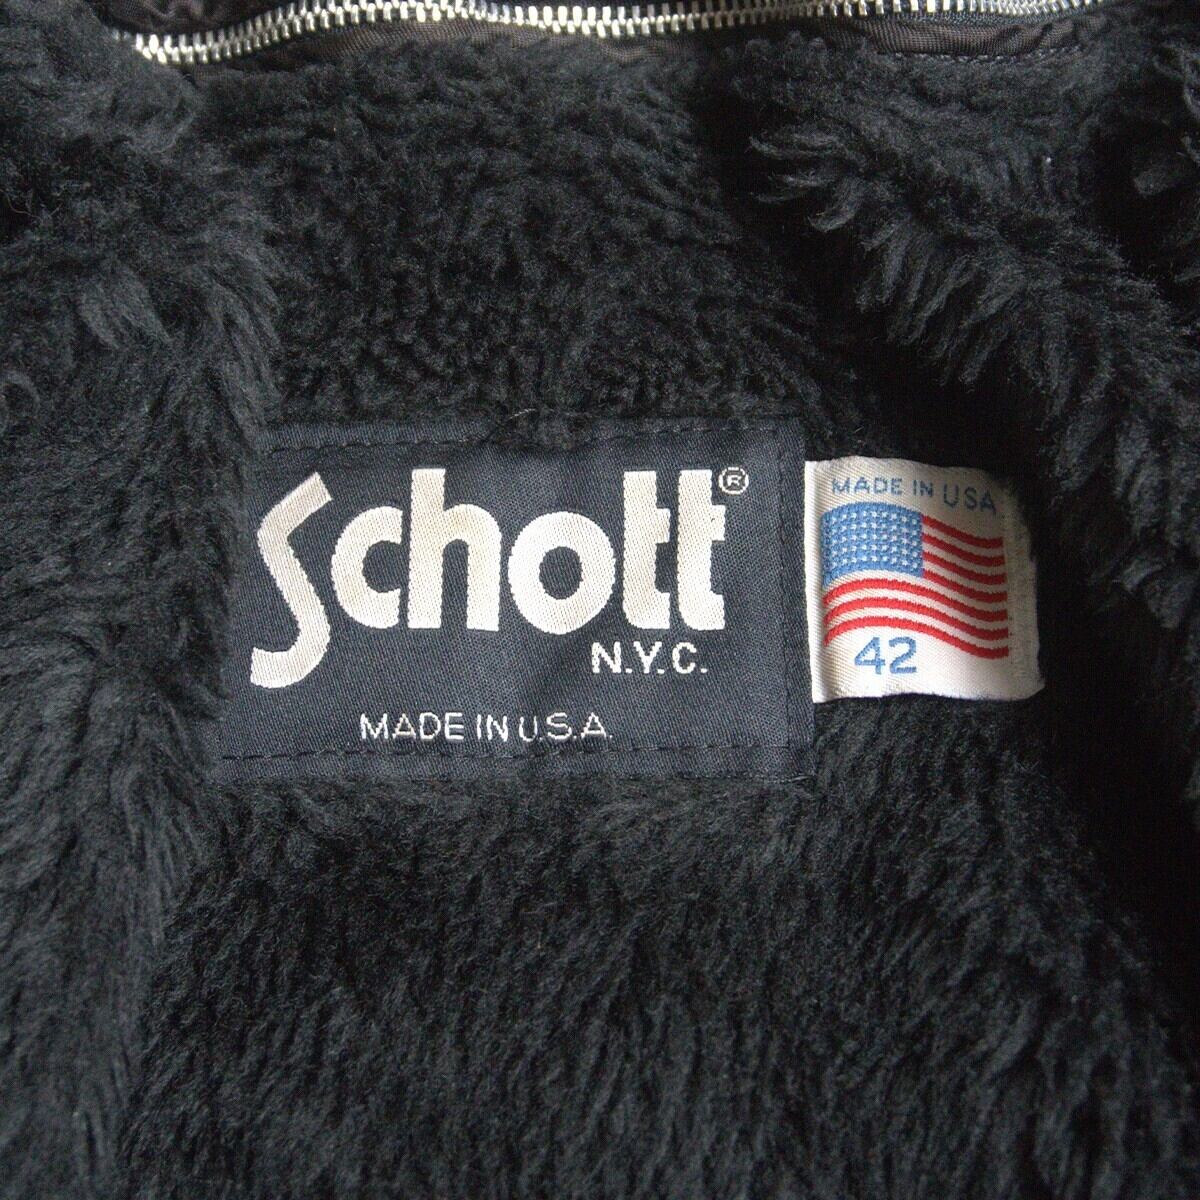 Schott®
N.Y.C.
MADE IN U.S.A.
MADE IN USA
42